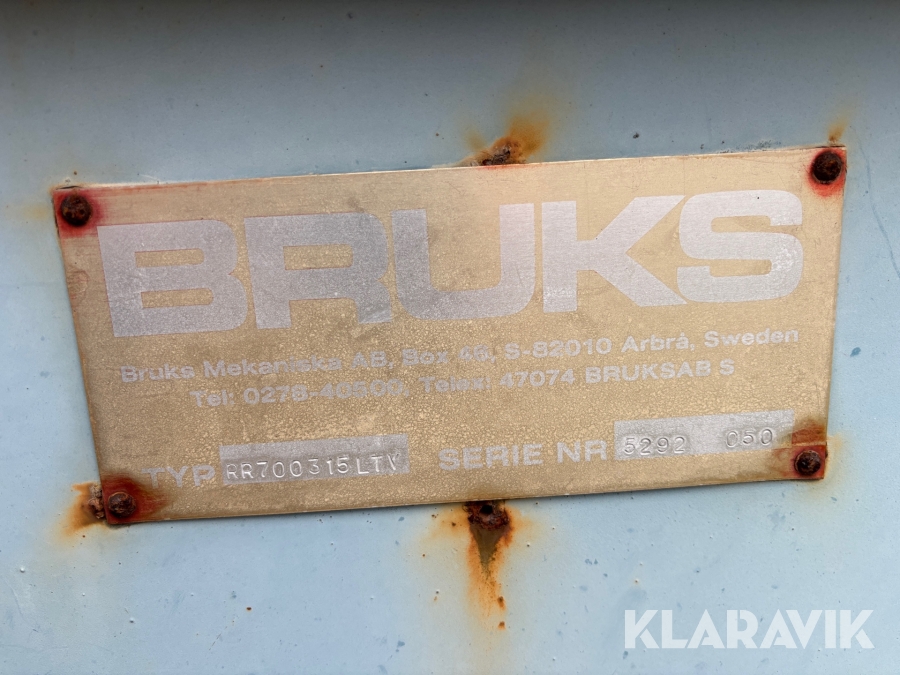 BRUKS
Bruks Mekaniska AB, Box 46, S-82010 Arbrå, Sweden
Tel: 0278-40500, Telex: 47074 BRUKSAB S
TYP RR700315LTV SERIE NR 5292 050
KLARAVIK